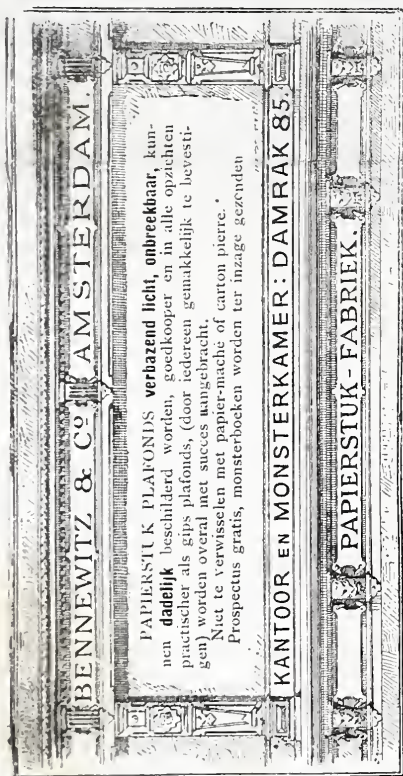 BENNEWITZ & Cº. AMSTERDAM.
PAPIERSTUK PLAFONDS verbazend licht, onbreekbaar, kun-
nen dadelijk beschilderd worden, goedkooper en in alle opzichten
practischer als gips plafonds, (door iedereen gemakkelijk te bevesti-
gen) worden overal met succes aangebracht.
Niet te verwisselen met papier-maché of carton pierre.
Prospectus gratis, monsterboeken worden ter inzage gezonden
KANTOOR EN MONSTERKAMER: DAMRAK 85.
PAPIERSTUK-FABRIEK.